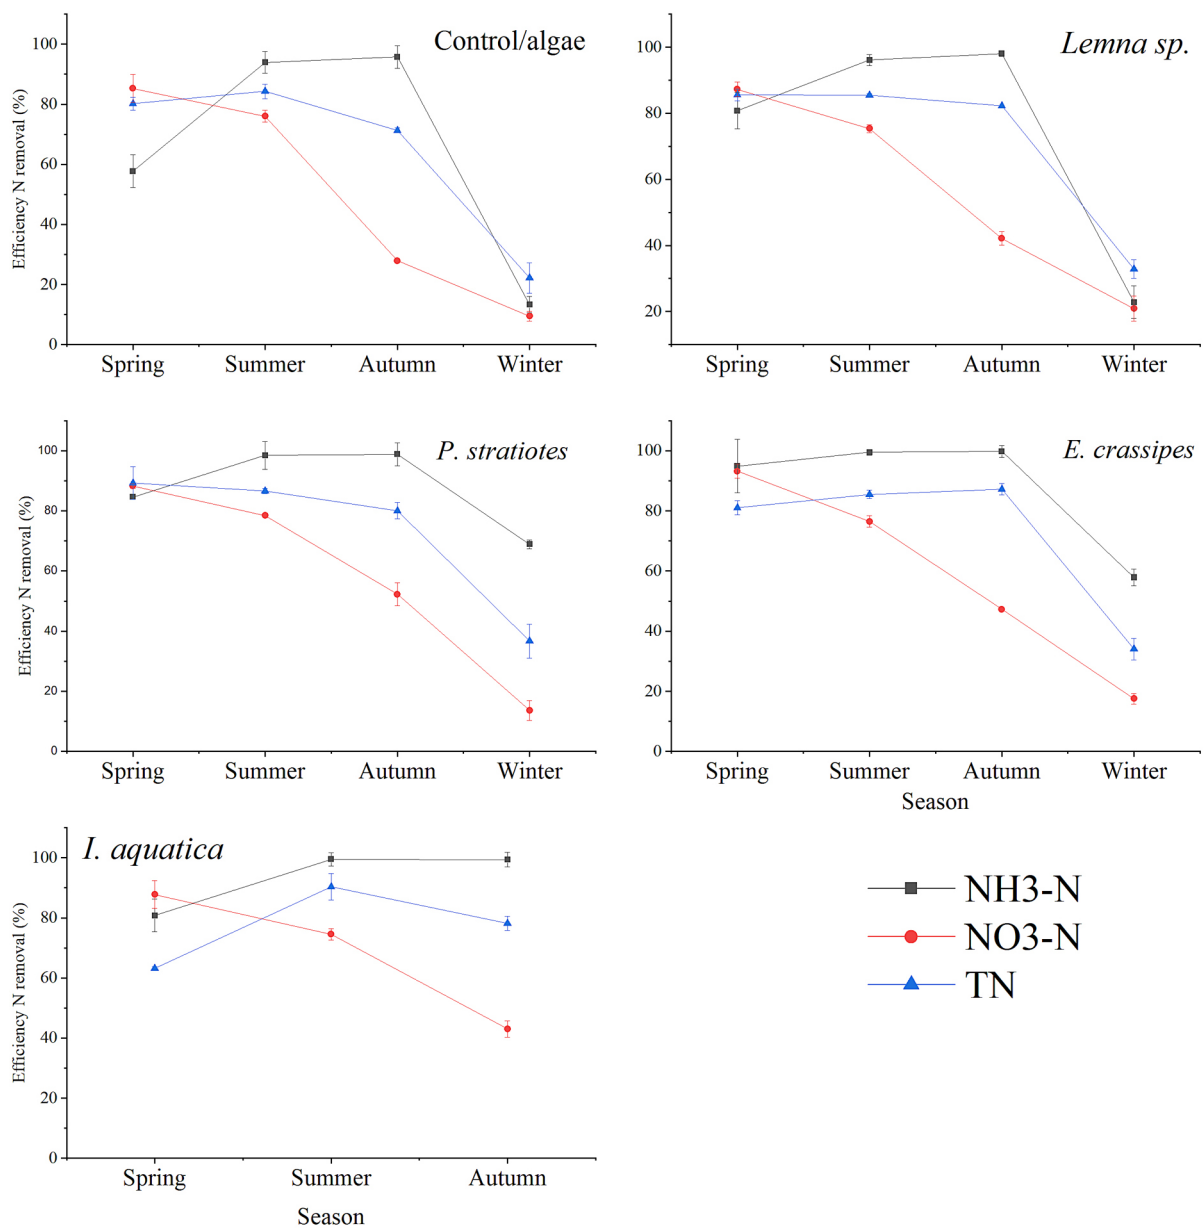 Control/algae
Efficiency N removal (%)
100
80
60
40
20
0
Spring Summer Autumn Winter
Lemna sp.
100
80
60
40
20
Spring Summer Autumn Winter
P. stratiotes
Efficiency N removal (%)
100
80
60
40
20
0
Spring Summer Autumn Winter
E. crassipes
100
80
60
40
20
0
Spring Summer Autumn Winter
Season
I. aquatica
Efficiency N removal (%)
100
80
60
40
20
0
Spring Summer Autumn
Season
NH3-N
NO3-N
TN